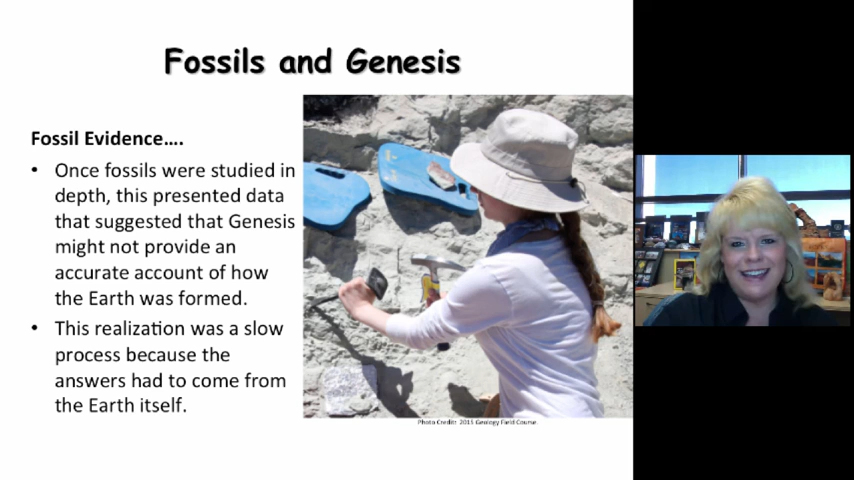 Fossils and Genesis
Fossil Evidence....
• Once fossils were studied in
depth, this presented data
that suggested that Genesis
might not provide an
accurate account of how
the Earth was formed.
• This realization was a slow
process because the
answers had to come from
the Earth itself.
Photo Credit: 2015 Geology Field Course